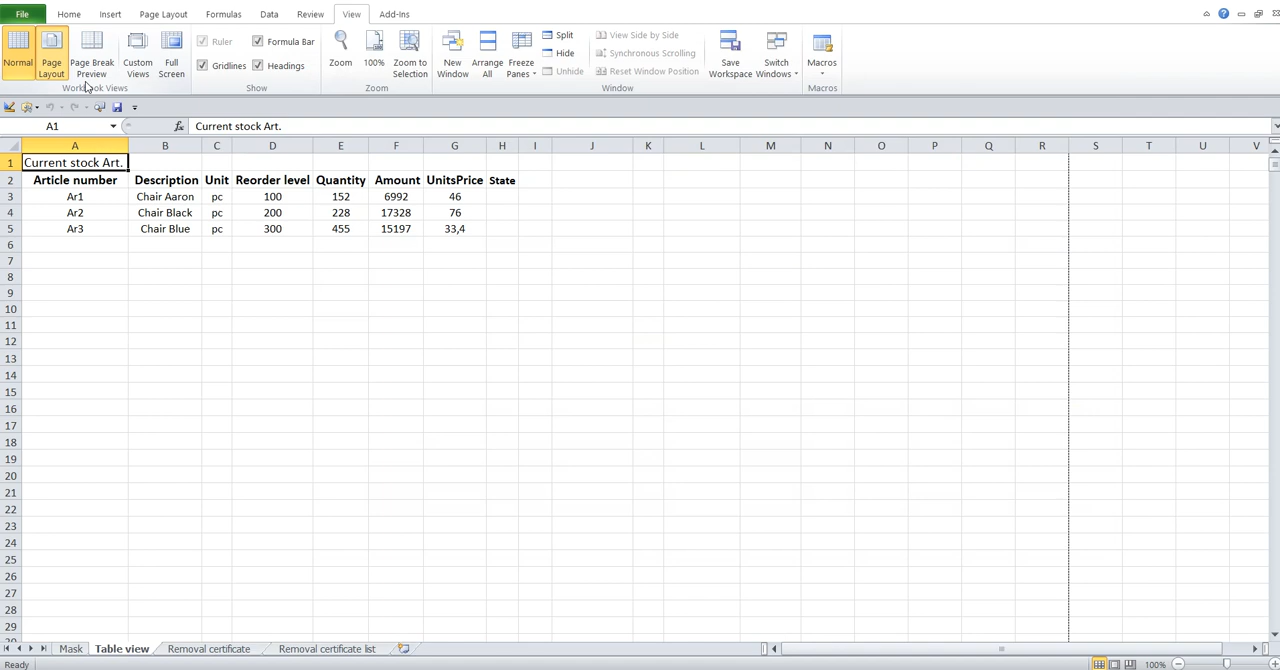 File Home Insert Page Layout Formulas Data Review View Add-Ins
Normal Page Layout Page Break Preview Custom Views Full Screen
Ruler Formula Bar
Gridlines Headings
Zoom 100% Zoom to Selection
New Window Arrange All Freeze Panes
Split
Hide
Unhide
View Side by Side
Synchronous Scrolling
Reset Window Position
Save Workspace Switch Windows Macros
Workbook Views Show Zoom Window Macros
A1 fx Current stock Art.
A B C D E F G H I J K L M N O P Q R S T U V
1 Current stock Art.
2 Article number Description Unit Reorder level Quantity Amount UnitsPrice State
3 Ar1 Chair Aaron pc 100 152 6992 46
4 Ar2 Chair Black pc 200 228 17328 76
5 Ar3 Chair Blue pc 300 455 15197 33,4
6
7
8
9
10
11
12
13
14
15
16
17
18
19
20
21
22
23
24
25
26
27
28
29
Mask Table view Removal certificate Removal certificate list
Ready 100%